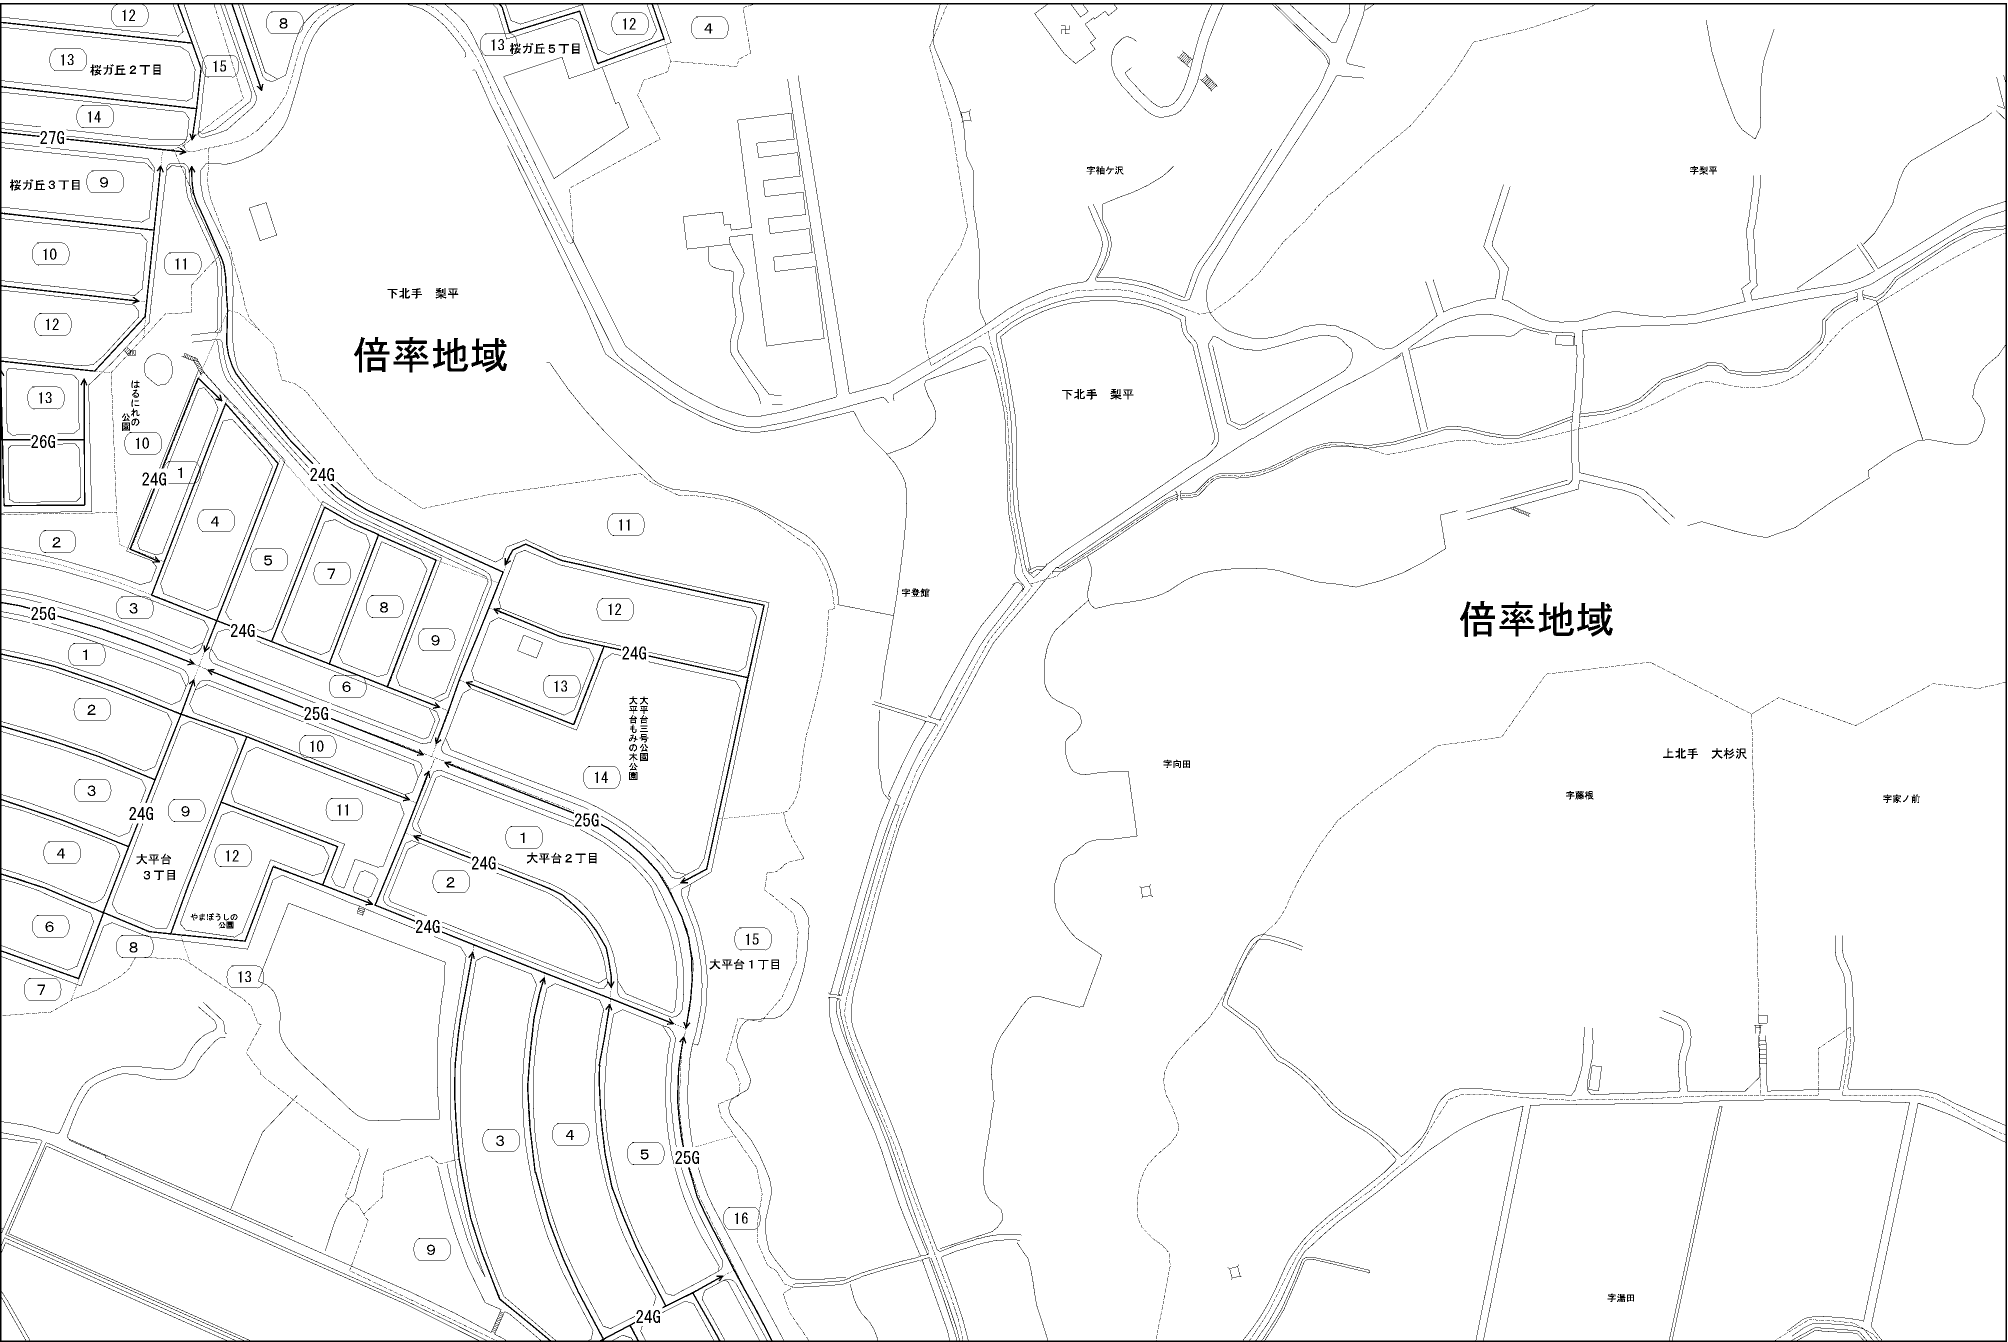 12
8
13
桜ガ丘５丁目
12
4
13
桜ガ丘２丁目
15
卍
14
27G
桜ガ丘３丁目
9
字袖ケ沢
字梨平
10
11
下北手　梨平
12
倍率地域
13
はるにれの
公園
下北手　梨平
26G
10
24G
1
24G
4
11
2
5
7
3
8
12
字登館
倍率地域
25G
24G
9
1
24G
6
13
2
25G
大平台三号公園
大平台もみの木公園
10
14
上北手　大杉沢
字向田
3
11
字藤根
字家ノ前
24G
9
25G
1
4
12
大平台
３丁目
24G
大平台２丁目
2
やまぼうしの
公園
6
24G
8
15
大平台１丁目
13
7
3
4
5
25G
9
16
24G
字湯田